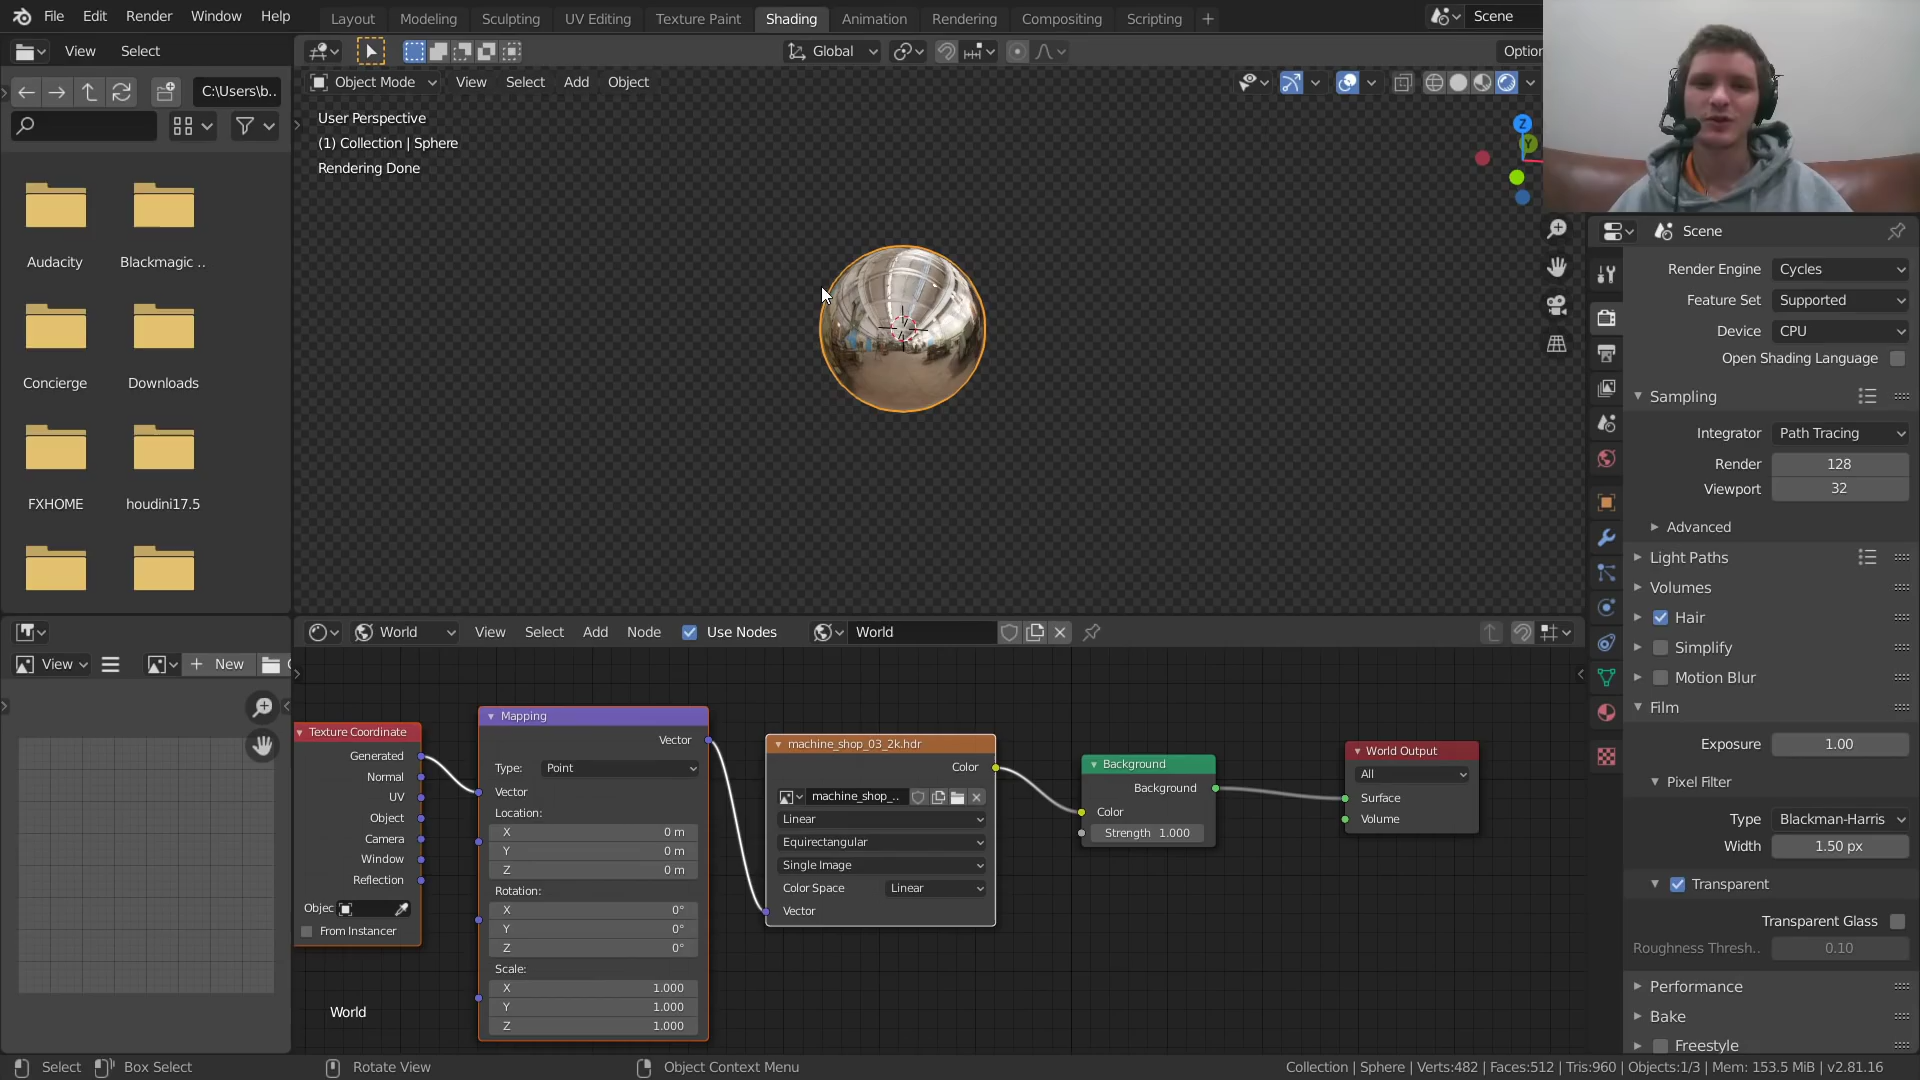 File Edit Render Window Help
Layout Modeling Sculpting UV Editing Texture Paint Shading Animation Rendering Compositing Scripting +
Scene
View Select
Global
Optior
C:\Users\b..
Object Mode View Select Add Object
User Perspective
(1) Collection | Sphere
Rendering Done
Z
Y
Audacity
Blackmagic ..
Concierge
Downloads
FXHOME
houdini17.5
Scene
Render Engine Cycles
Feature Set Supported
Device CPU
Open Shading Language
Sampling
Integrator Path Tracing
Render 128
Viewport 32
Advanced
Light Paths
Volumes
Hair
Simplify
Motion Blur
Film
Exposure 1.00
Pixel Filter
Type Blackman-Harris
Width 1.50 px
Transparent
Transparent Glass
Roughness Thresh.. 0.10
Performance
Bake
Freestyle
World View Select Add Node Use Nodes World
View + New
Texture Coordinate
Generated
Normal
UV
Object
Camera
Window
Reflection
Objec
From Instancer
Mapping
Vector
Type: Point
Vector
Location:
X 0 m
Y 0 m
Z 0 m
Rotation:
X 0°
Y 0°
Z 0°
Scale:
X 1.000
Y 1.000
Z 1.000
machine_shop_03_2k.hdr
Color
machine_shop_..
Linear
Equirectangular
Single Image
Color Space Linear
Vector
Background
Background
Color
Strength 1.000
World Output
All
Surface
Volume
World
Select Box Select Rotate View Object Context Menu
Collection | Sphere | Verts:482 | Faces:512 | Tris:960 | Objects:1/3 | Mem: 153.5 MiB | v2.81.16